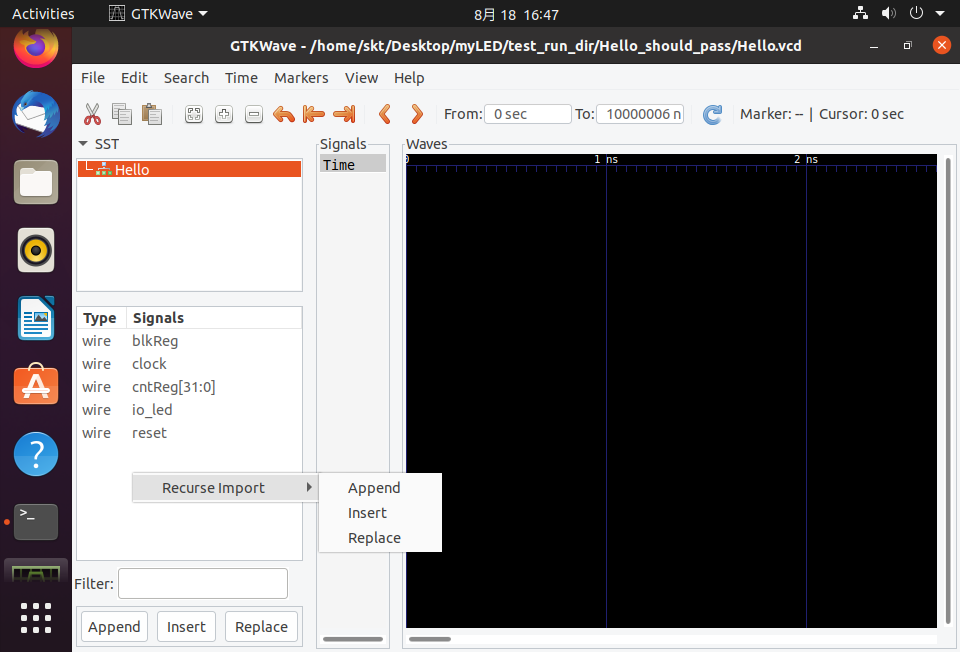 Activities GTKWave 8月 18 16:47
GTKWave - /home/skt/Desktop/myLED/test_run_dir/Hello_should_pass/Hello.vcd
File Edit Search Time Markers View Help
From: 0 sec To: 10000006 n Marker: -- | Cursor: 0 sec
SST
Hello
Type Signals
wire blkReg
wire clock
wire cntReg[31:0]
wire io_led
wire reset
Recurse Import
Append
Insert
Replace
Filter:
Append Insert Replace
Signals
Time
Waves
0 1 ns 2 ns